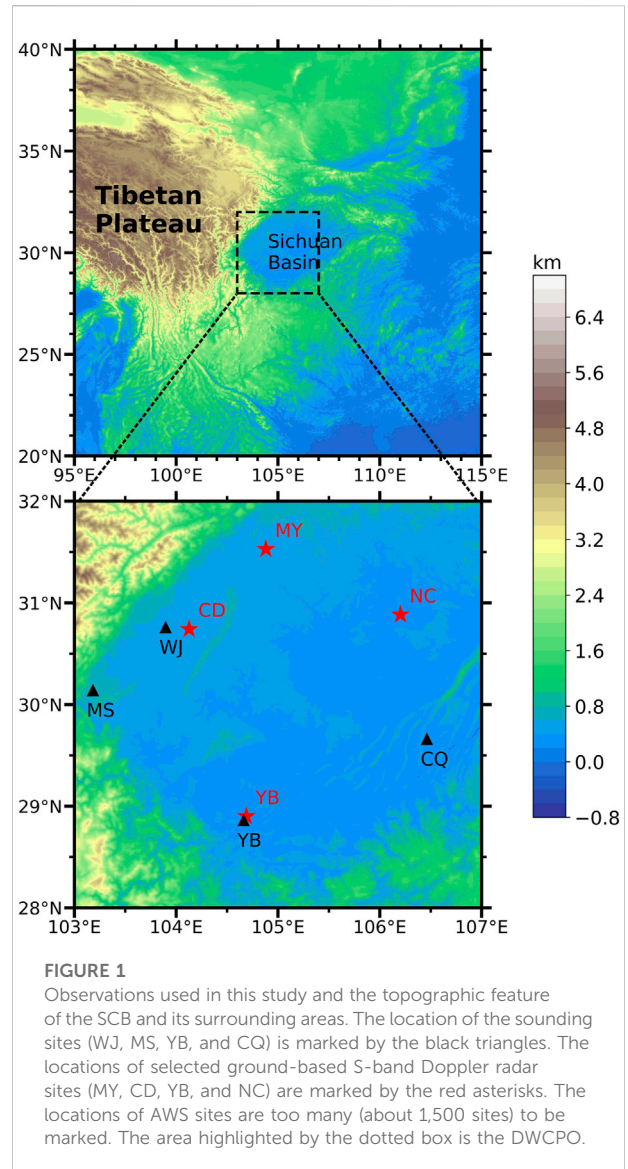 40°N
35°N
30°N
25°N
20°N
Tibetan
Plateau
Sichuan
Basin
95°E 100°E 105°E 110°E 115°E
km
6.4
5.6
4.8
4.0
3.2
2.4
1.6
0.8
0.0
−0.8
32°N
31°N
30°N
29°N
28°N
MY
NC
CD
WJ
MS
CQ
YB
YB
103°E 104°E 105°E 106°E 107°E
FIGURE 1
Observations used in this study and the topographic feature
of the SCB and its surrounding areas. The location of the sounding
sites (WJ, MS, YB, and CQ) is marked by the black triangles. The
locations of selected ground-based S-band Doppler radar
sites (MY, CD, YB, and NC) are marked by the red asterisks. The
locations of AWS sites are too many (about 1,500 sites) to be
marked. The area highlighted by the dotted box is the DWCPO.